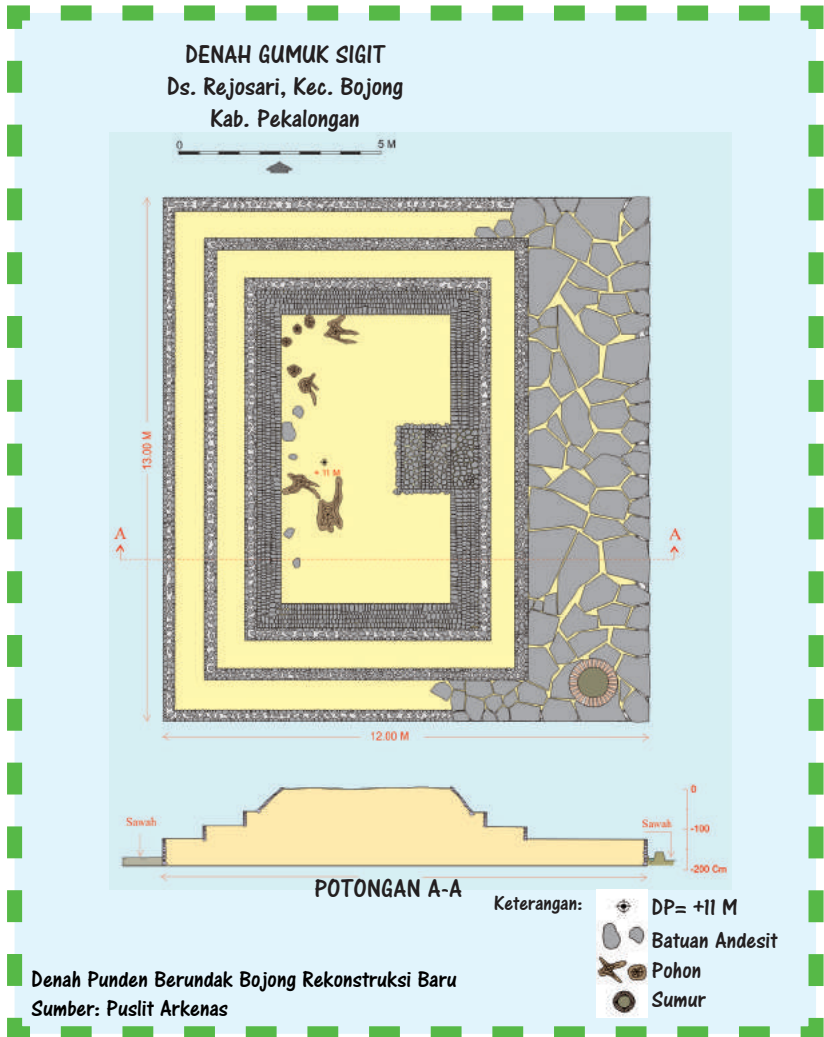 DENAH GUMUK SIGIT
Ds. Rejosari, Kec. Bojong
Kab. Pekalongan
0 5 M
13.00 M
+ 11 M
A A
12.00 M
0
Sawah Sawah
-100
-200 Cm
POTONGAN A-A
Keterangan:
DP= +11 M
Batuan Andesit
Pohon
Sumur
Denah Punden Berundak Bojong Rekonstruksi Baru
Sumber: Puslit Arkenas